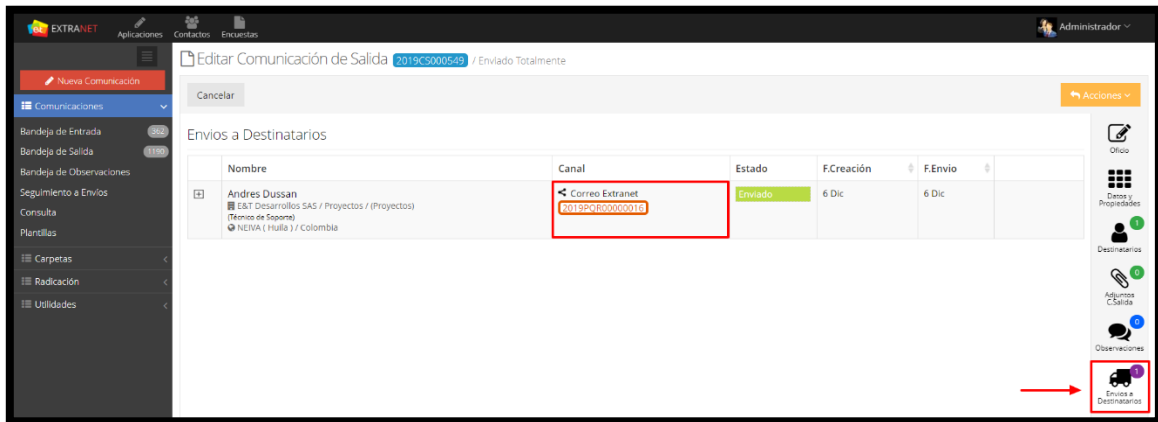 EXTRANET
Aplicaciones
Contactos
Encuestas
Administrador
Nueva Comunicación
Comunicaciones
Bandeja de Entrada 362
Bandeja de Salida 1190
Bandeja de Observaciones
Seguimiento a Envíos
Consulta
Plantillas
Carpetas
Radicación
Utilidades
Editar Comunicación de Salida 2019CS000549 / Enviado Totalmente
Cancelar
Acciones
Envios a Destinatarios
Nombre Canal Estado F.Creación F.Envio
Andres Dussan
E&T Desarrollos SAS / Proyectos / (Proyectos)
(Técnico de Soporte)
NEIVA ( Huila ) / Colombia
Correo Extranet
2019PQR00000016
Enviado
6 Dic
6 Dic
Oficio
Datos y
Propiedades
1
Destinatarios
0
Adjuntos
C.Salida
0
Observaciones
1
Envios a
Destinatarios